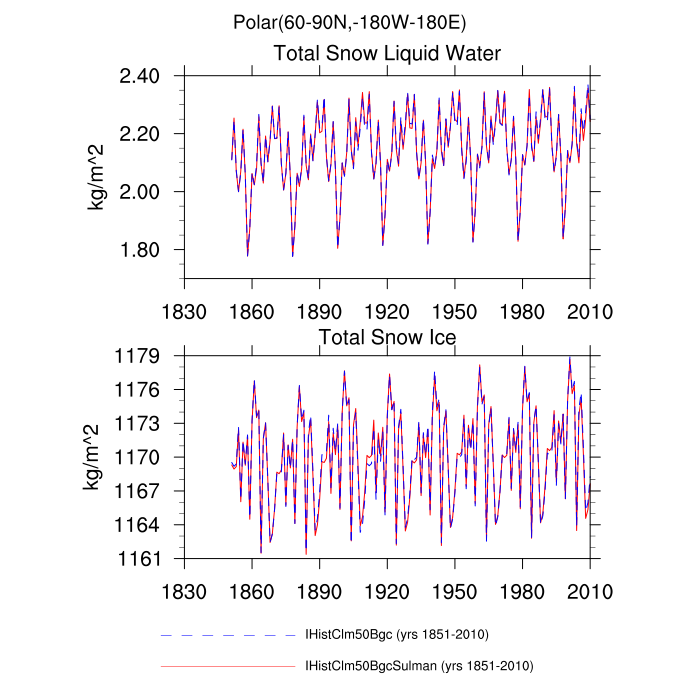 Polar(60-90N,-180W-180E)
Total Snow Liquid Water
2.40
2.20
2.00
1.80
kg/m^2
1830 1860 1890 1920 1950 1980 2010
Total Snow Ice
1179
1176
1173
1170
1167
1164
1161
kg/m^2
1830 1860 1890 1920 1950 1980 2010
IHistClm50Bgc (yrs 1851-2010)
IHistClm50BgcSulman (yrs 1851-2010)